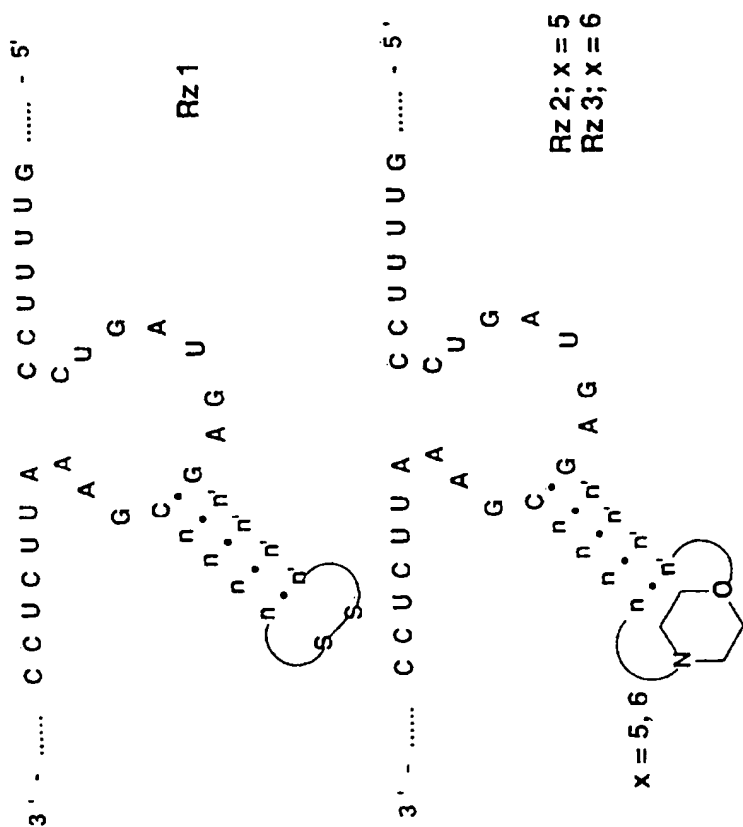 3' - ...... C C U C U U A C C U U U U G ...... - 5'
A C
A U
G G
A
U
G
A
C • G
n • n'
n • n'
n • n'
n • n'
S S
Rz 1
3' - ...... C C U C U U A C C U U U U G ...... - 5'
A C
A U
G G
A
U
G
A
C • G
n • n'
n • n'
n • n'
n • n'
N O
x = 5, 6
Rz 2; x = 5
Rz 3; x = 6